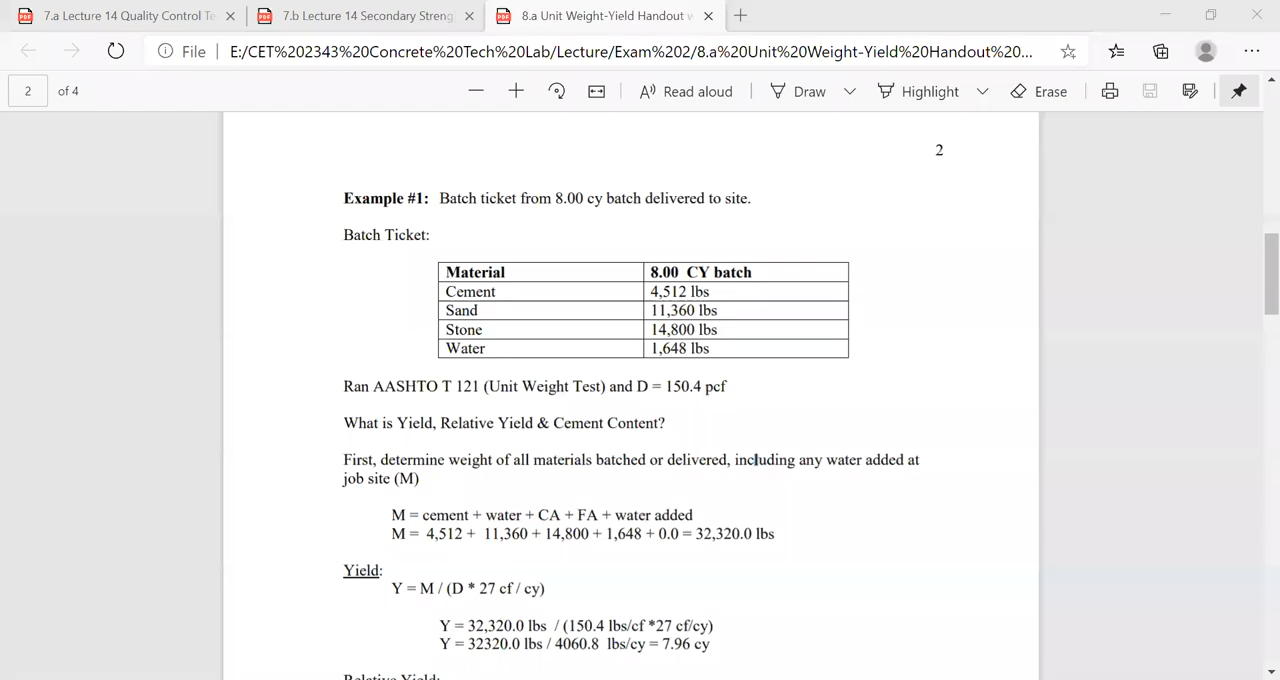 7.a Lecture 14 Quality Control Te
7.b Lecture 14 Secondary Streng
8.a Unit Weight-Yield Handout w
File
E:/CET%202343%20Concrete%20Tech%20Lab/Lecture/Exam%202/8.a%20Unit%20Weight-Yield%20Handout%20...
2 of 4
Read aloud
Draw
Highlight
Erase
2
Example #1: Batch ticket from 8.00 cy batch delivered to site.
Batch Ticket:
Material 8.00 CY batch
Cement 4,512 lbs
Sand 11,360 lbs
Stone 14,800 lbs
Water 1,648 lbs
Ran AASHTO T 121 (Unit Weight Test) and D = 150.4 pcf
What is Yield, Relative Yield & Cement Content?
First, determine weight of all materials batched or delivered, including any water added at
job site (M)
M = cement + water + CA + FA + water added
M = 4,512 + 11,360 + 14,800 + 1,648 + 0.0 = 32,320.0 lbs
Yield:
Y = M / (D * 27 cf / cy)
Y = 32,320.0 lbs / (150.4 lbs/cf *27 cf/cy)
Y = 32320.0 lbs / 4060.8 lbs/cy = 7.96 cy
Relative Yield: